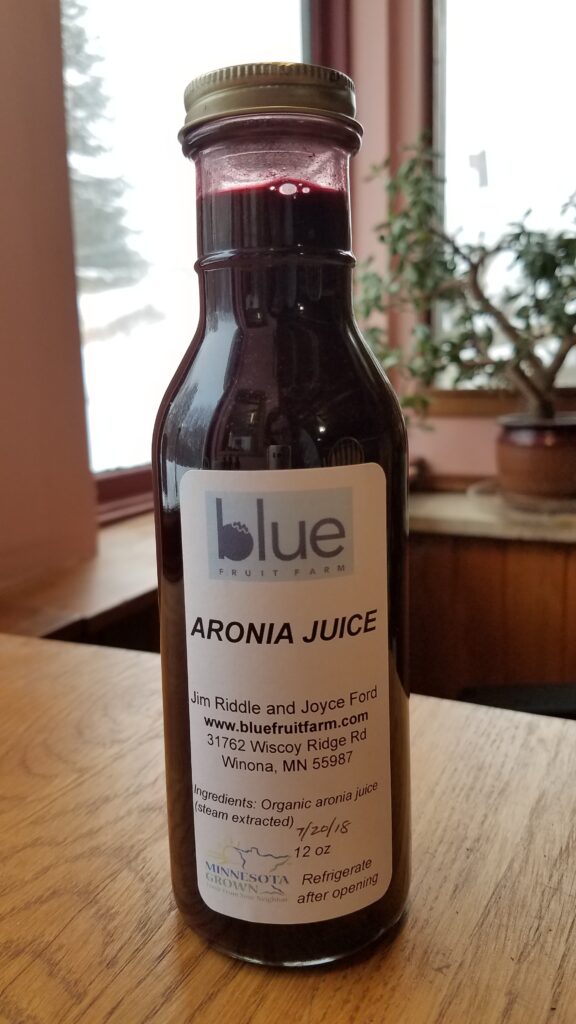 blue
FRUIT FARM
ARONIA JUICE
Jim Riddle and Joyce Ford
www.bluefruitfarm.com
31762 Wiscoy Ridge Rd
Winona, MN 55987
Ingredients: Organic aronia juice
(steam extracted)
7/20/18
12 oz
MINNESOTA
GROWN
Refrigerate
after opening